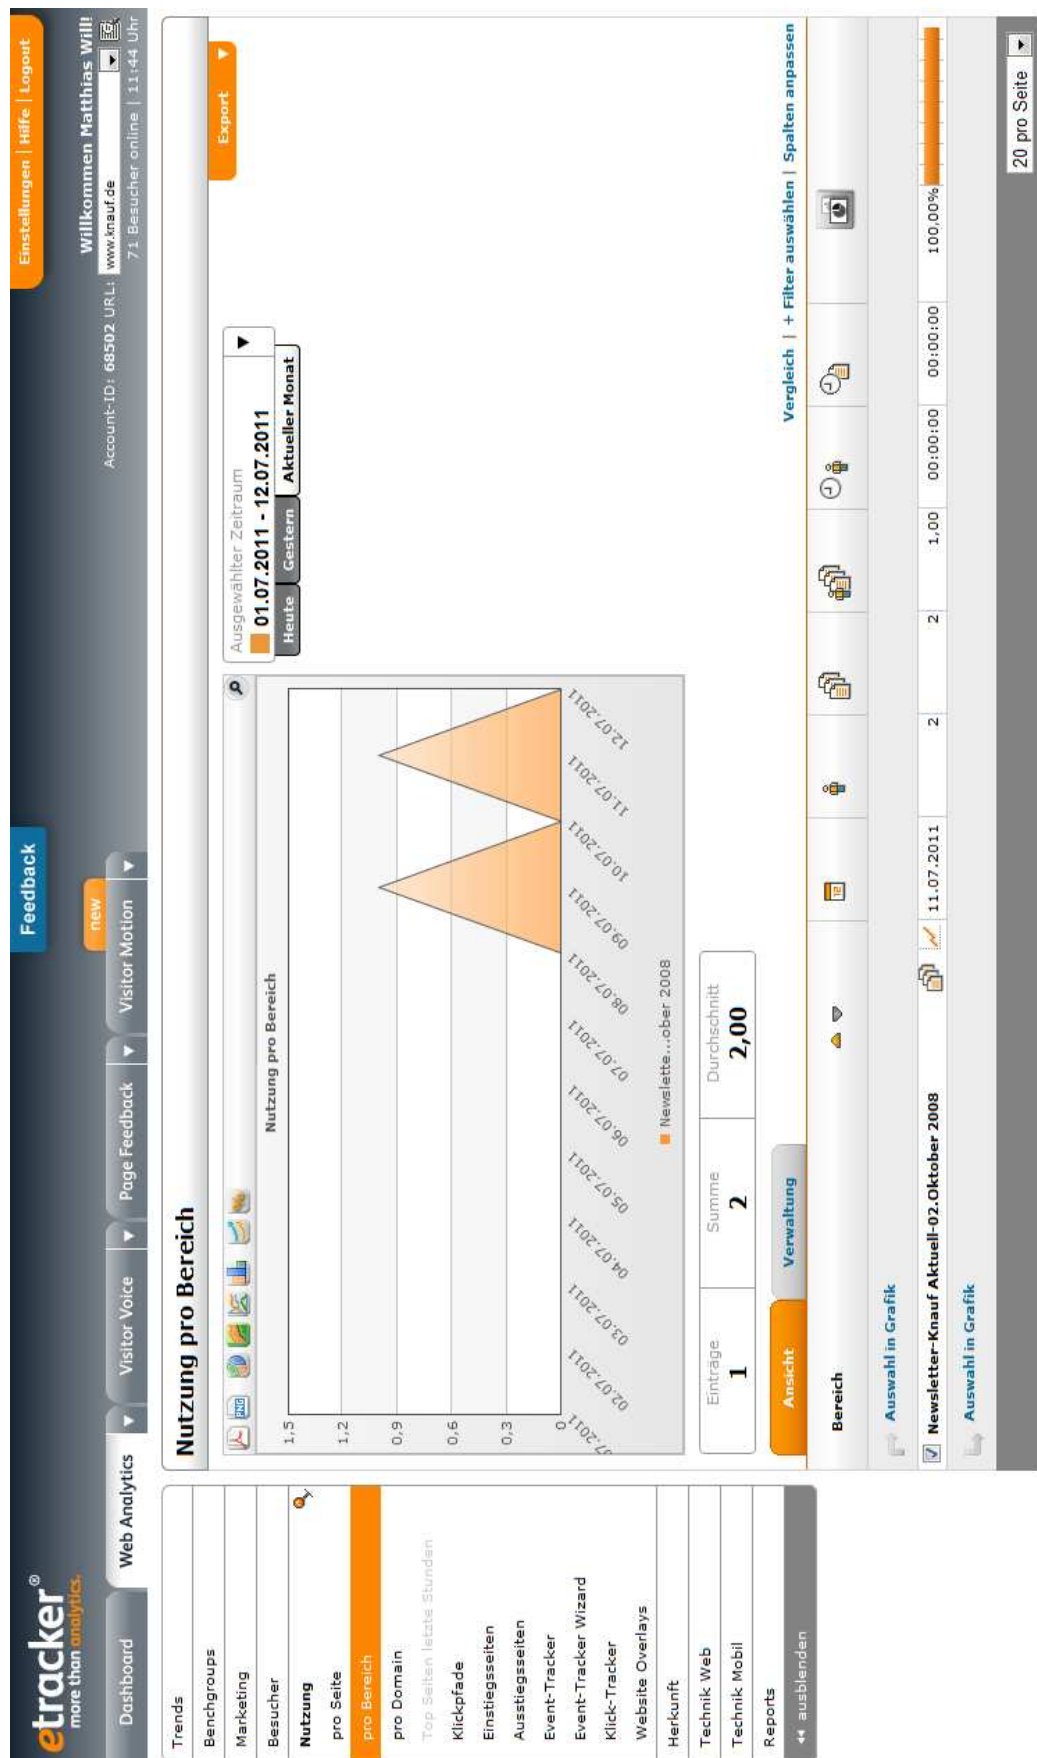 etracker®
more than analytics.
Feedback
Einstellungen | Hilfe | Logout
Willkommen Matthias Will!
Account-ID: 68502 URL: www.knauf.de
71 Besucher online | 11:44 Uhr
new
Dashboard
Web Analytics
Visitor Voice
Page Feedback
Visitor Motion
Trends
Benchgroups
Marketing
Besucher
Nutzung
pro Seite
pro Bereich
pro Domain
Top Seiten letzte Stunden
Klickpfade
Einstiegsseiten
Ausstiegsseiten
Event-Tracker
Event-Tracker Wizard
Klick-Tracker
Website Overlays
Herkunft
Technik Web
Technik Mobil
Reports
ausblenden
Nutzung pro Bereich
Export
PNG
Ausgewählter Zeitraum
01.07.2011 - 12.07.2011
Heute Gestern Aktueller Monat
Nutzung pro Bereich
1,5
1,2
0,9
0,6
0,3
0
7.2011
02.07.2011
03.07.2011
04.07.2011
05.07.2011
06.07.2011
07.07.2011
08.07.2011
09.07.2011
10.07.2011
11.07.2011
12.07.2011
Newslette...ober 2008
Einträge Summe Durchschnitt
1 2 2,00
Ansicht Verwaltung
Vergleich | + Filter auswählen | Spalten anpassen
Bereich
12
Auswahl in Grafik
Newsletter-Knauf Aktuell-02.Oktober 2008 11.07.2011 2 2 1,00 00:00:00 00:00:00 100,00%
Auswahl in Grafik
20 pro Seite